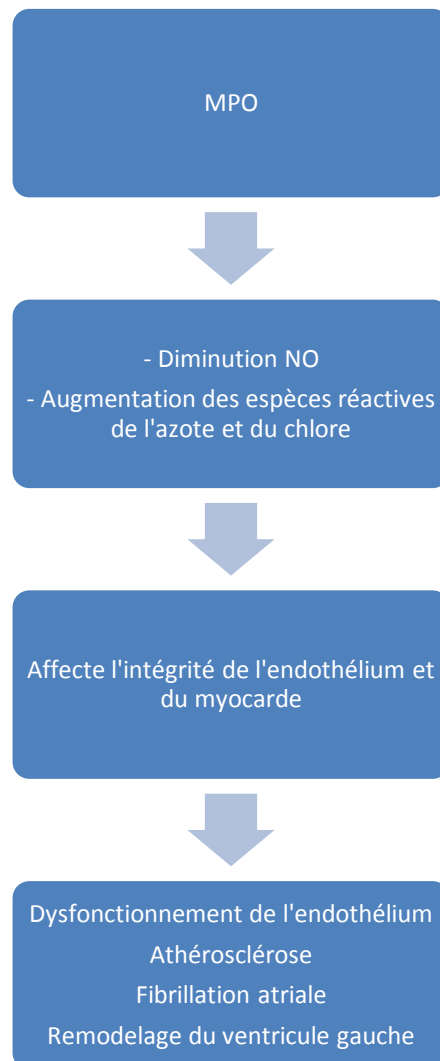 MPO
- Diminution NO
- Augmentation des espèces réactives
de l'azote et du chlore
Affecte l'intégrité de l'endothélium et
du myocarde
Dysfonctionnement de l'endothélium
Athérosclérose
Fibrillation atriale
Remodelage du ventricule gauche